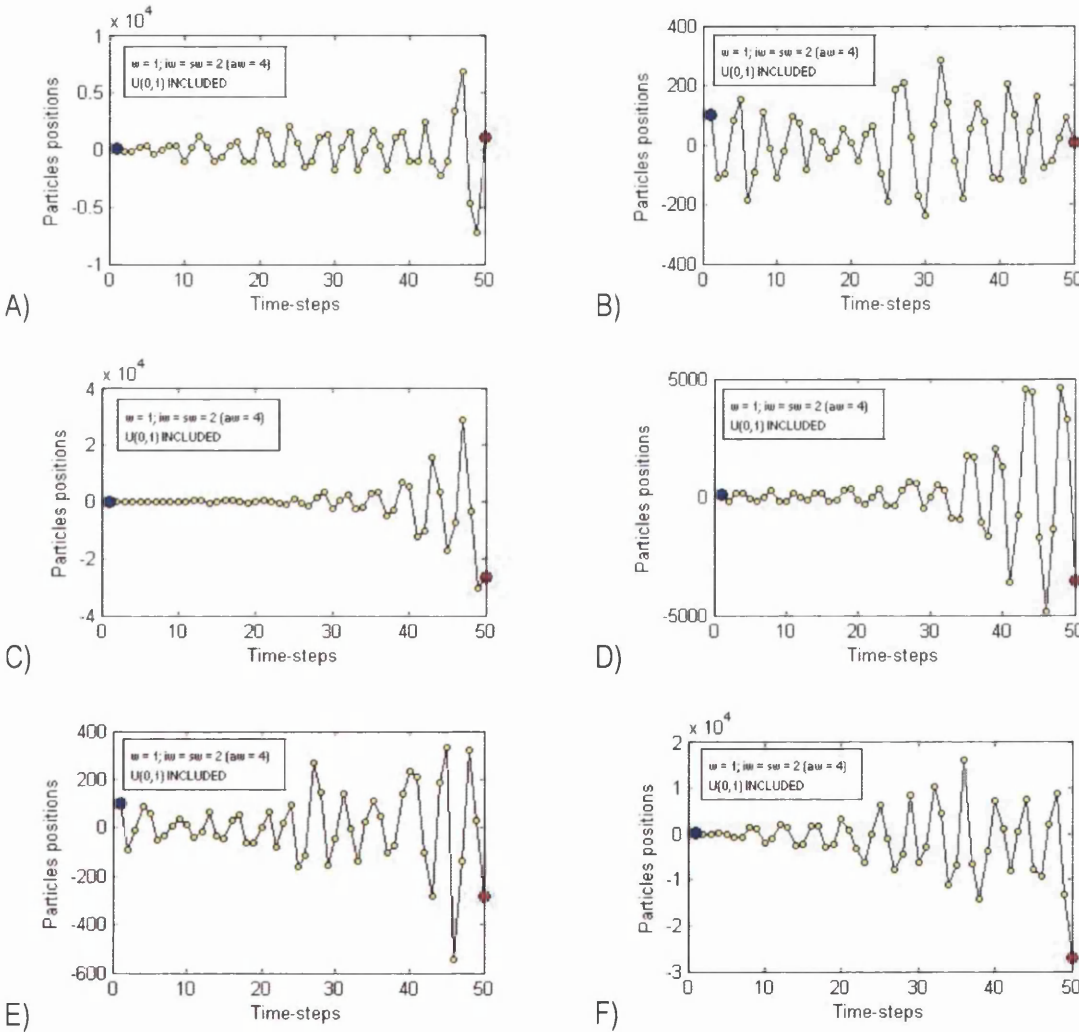 x 10^4
1
0.5
0
-0.5
-1
w = 1; iw = sw = 2 (aw = 4)
U(0,1) INCLUDED
Particles positions
0 10 20 30 40 50
Time-steps
A)
400
200
0
-200
-400
w = 1; iw = sw = 2 (aw = 4)
U(0,1) INCLUDED
Particles positions
0 10 20 30 40 50
Time-steps
B)
x 10^4
4
2
0
-2
-4
w = 1; iw = sw = 2 (aw = 4)
U(0,1) INCLUDED
Particles positions
0 10 20 30 40 50
Time-steps
C)
5000
0
-5000
w = 1; iw = sw = 2 (aw = 4)
U(0,1) INCLUDED
Particles positions
0 10 20 30 40 50
Time-steps
D)
400
200
0
-200
-400
-600
w = 1; iw = sw = 2 (aw = 4)
U(0,1) INCLUDED
Particles positions
0 10 20 30 40 50
Time-steps
E)
x 10^4
2
1
0
-1
-2
-3
w = 1; iw = sw = 2 (aw = 4)
U(0,1) INCLUDED
Particles positions
0 10 20 30 40 50
Time-steps
F)